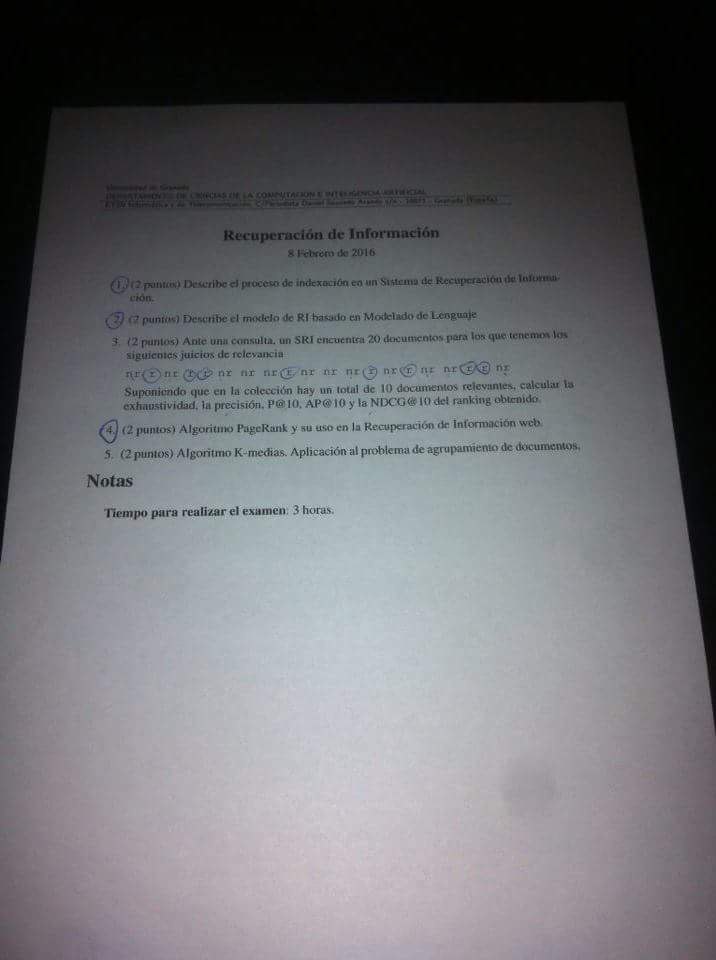 Universidad de Granada
DEPARTAMENTO DE CIENCIAS DE LA COMPUTACION E INTELIGENCIA ARTIFICIAL
Informática y de Telecomunicación, C/Periodista Daniel Saucedo Aranda s/n - 18071 - Granada (España)
Recuperación de Información
8 Febrero de 2016
1. (2 puntos) Describe el proceso de indexación en un Sistema de Recuperación de Informa-
ción.
2. (2 puntos) Describe el modelo de RI basado en Modelado de Lenguaje
3. (2 puntos) Ante una consulta, un SRI encuentra 20 documentos para los que tenemos los
siguientes juicios de relevancia
nr r nr r r nr nr nr r nr nr nr r nr r nr nr r r nr
Suponiendo que en la colección hay un total de 10 documentos relevantes, calcular la
exhaustividad, la precisión, P@10, AP@10 y la NDCG@10 del ranking obtenido.
4. (2 puntos) Algoritmo PageRank y su uso en la Recuperación de Información web.
5. (2 puntos) Algoritmo K-medias. Aplicación al problema de agrupamiento de documentos.
Notas
Tiempo para realizar el examen: 3 horas.